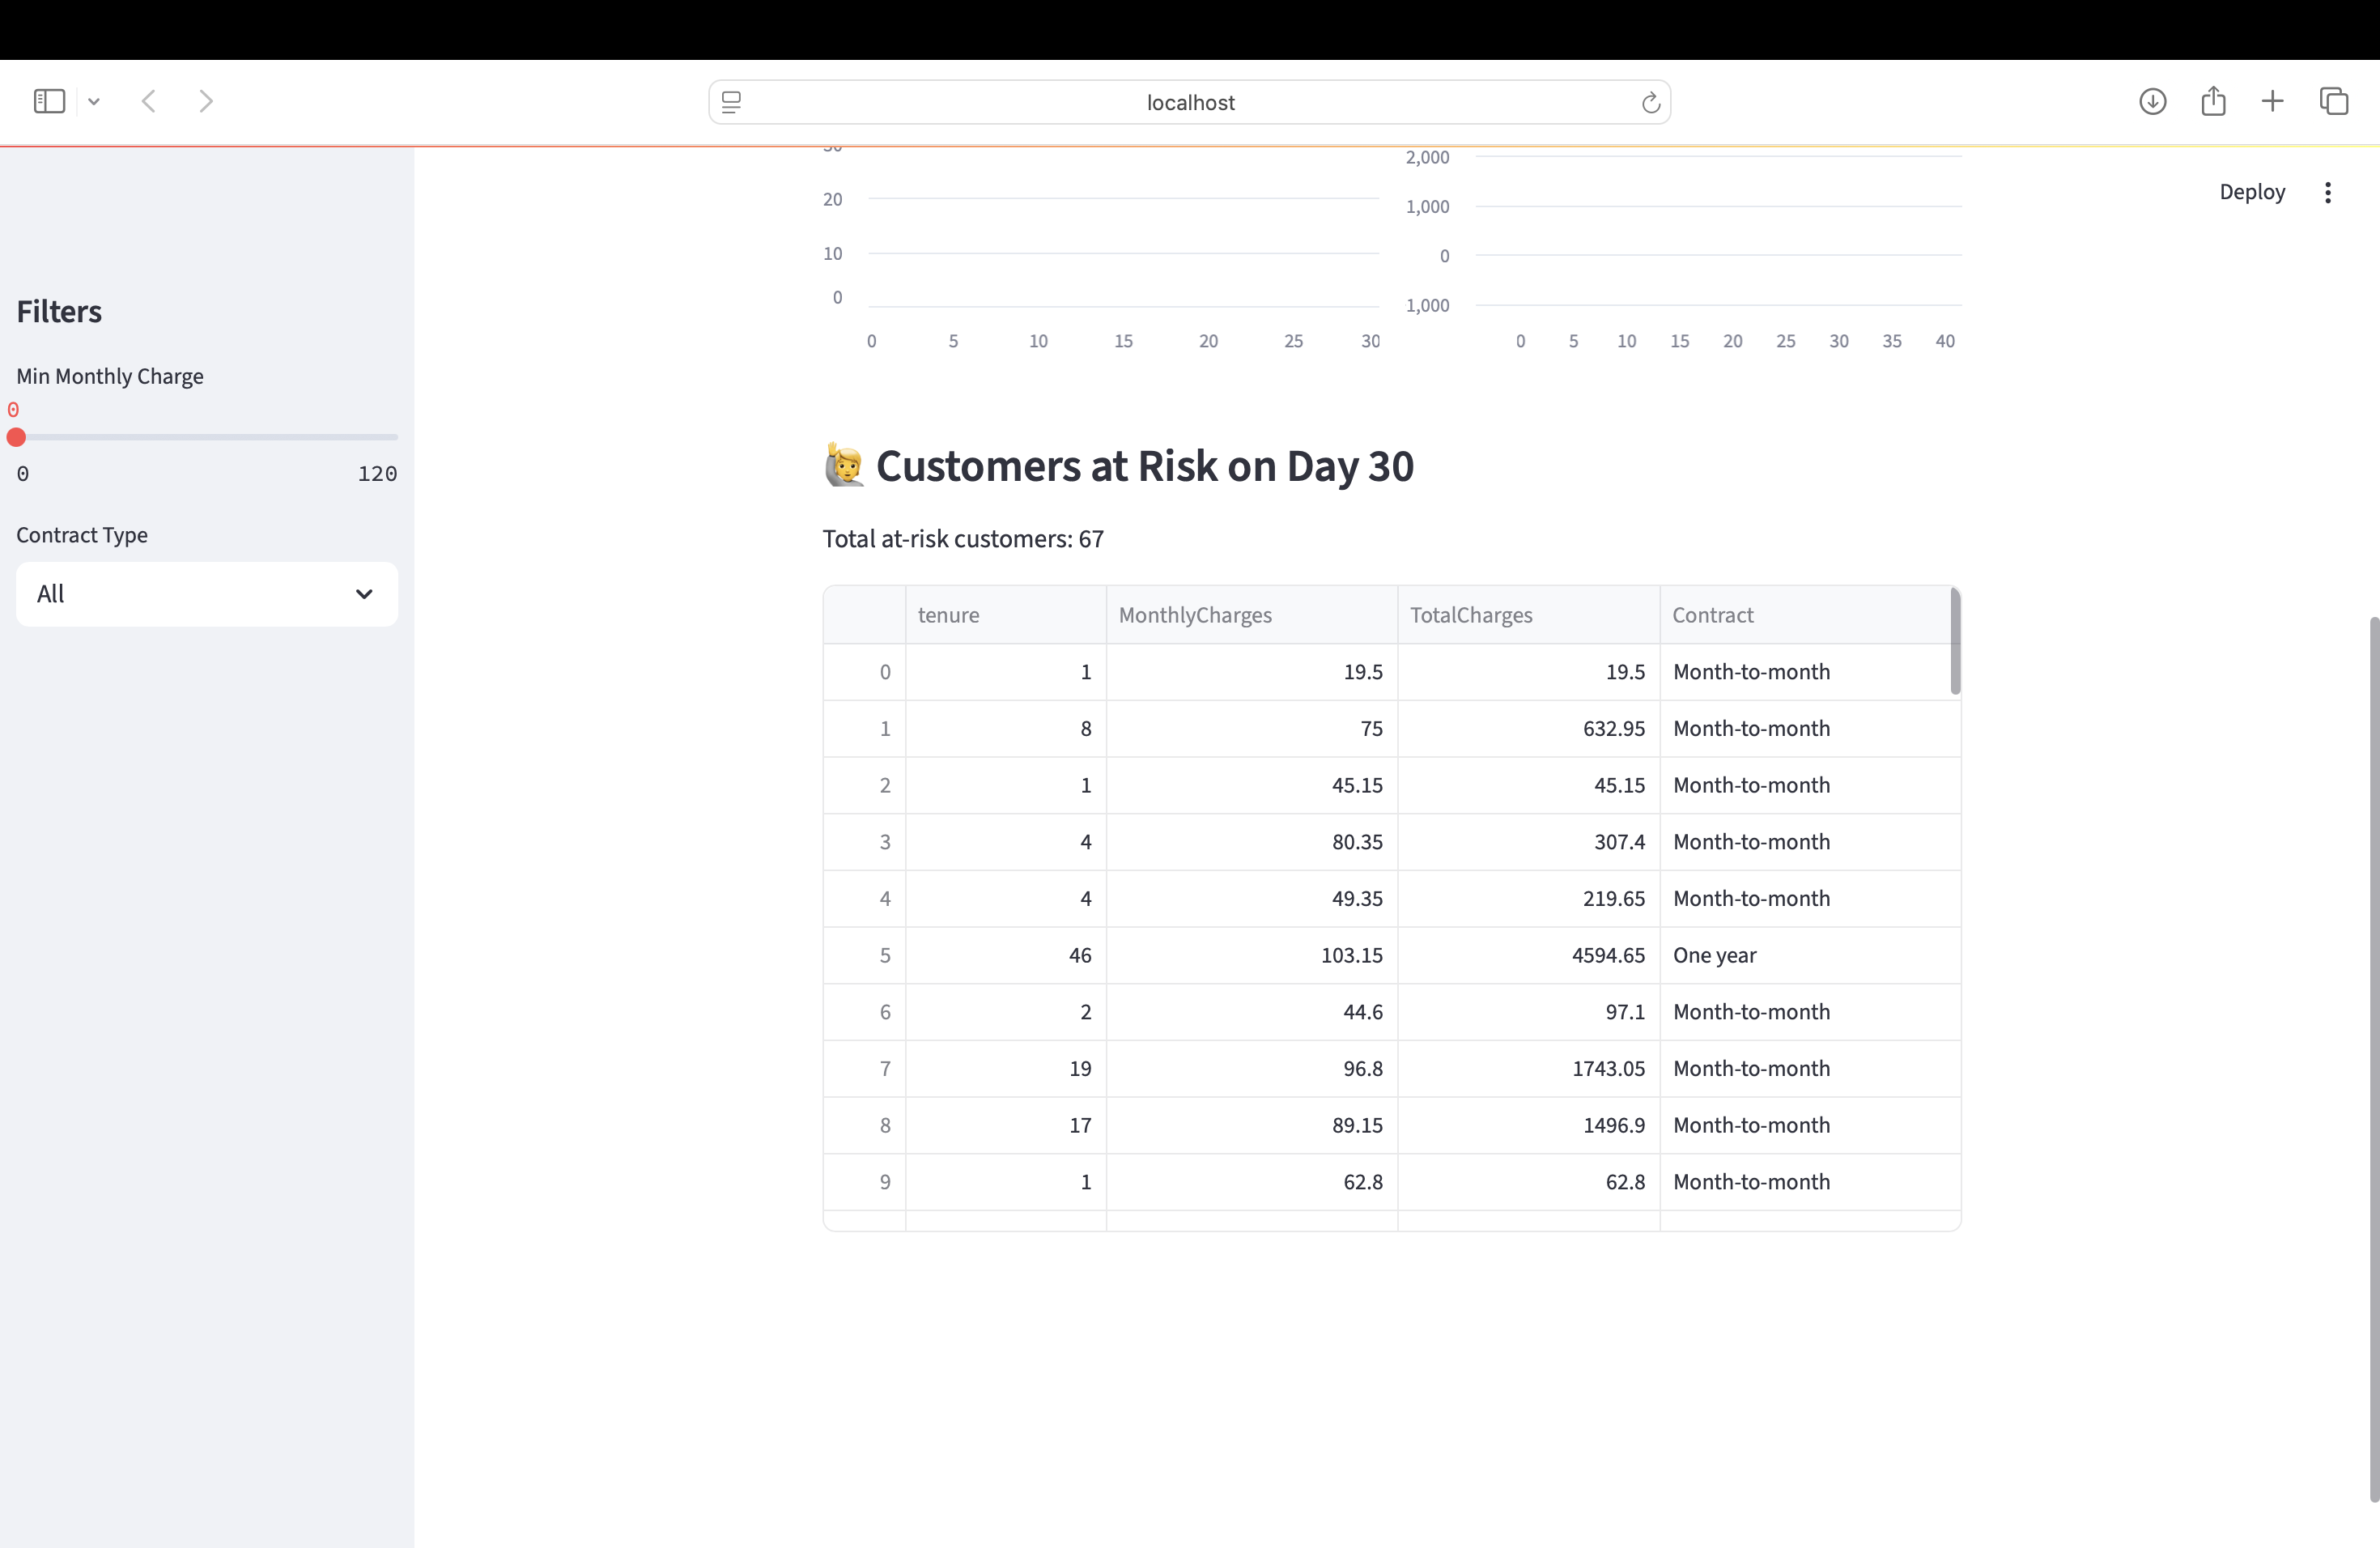 localhost
Deploy
Filters
Min Monthly Charge
0
0 120
Contract Type
All
20
10
0
0 5 10 15 20 25 30
2,000
1,000
0
1,000
0 5 10 15 20 25 30 35 40
Customers at Risk on Day 30
Total at-risk customers: 67
tenure MonthlyCharges TotalCharges Contract
0 1 19.5 19.5 Month-to-month
1 8 75 632.95 Month-to-month
2 1 45.15 45.15 Month-to-month
3 4 80.35 307.4 Month-to-month
4 4 49.35 219.65 Month-to-month
5 46 103.15 4594.65 One year
6 2 44.6 97.1 Month-to-month
7 19 96.8 1743.05 Month-to-month
8 17 89.15 1496.9 Month-to-month
9 1 62.8 62.8 Month-to-month